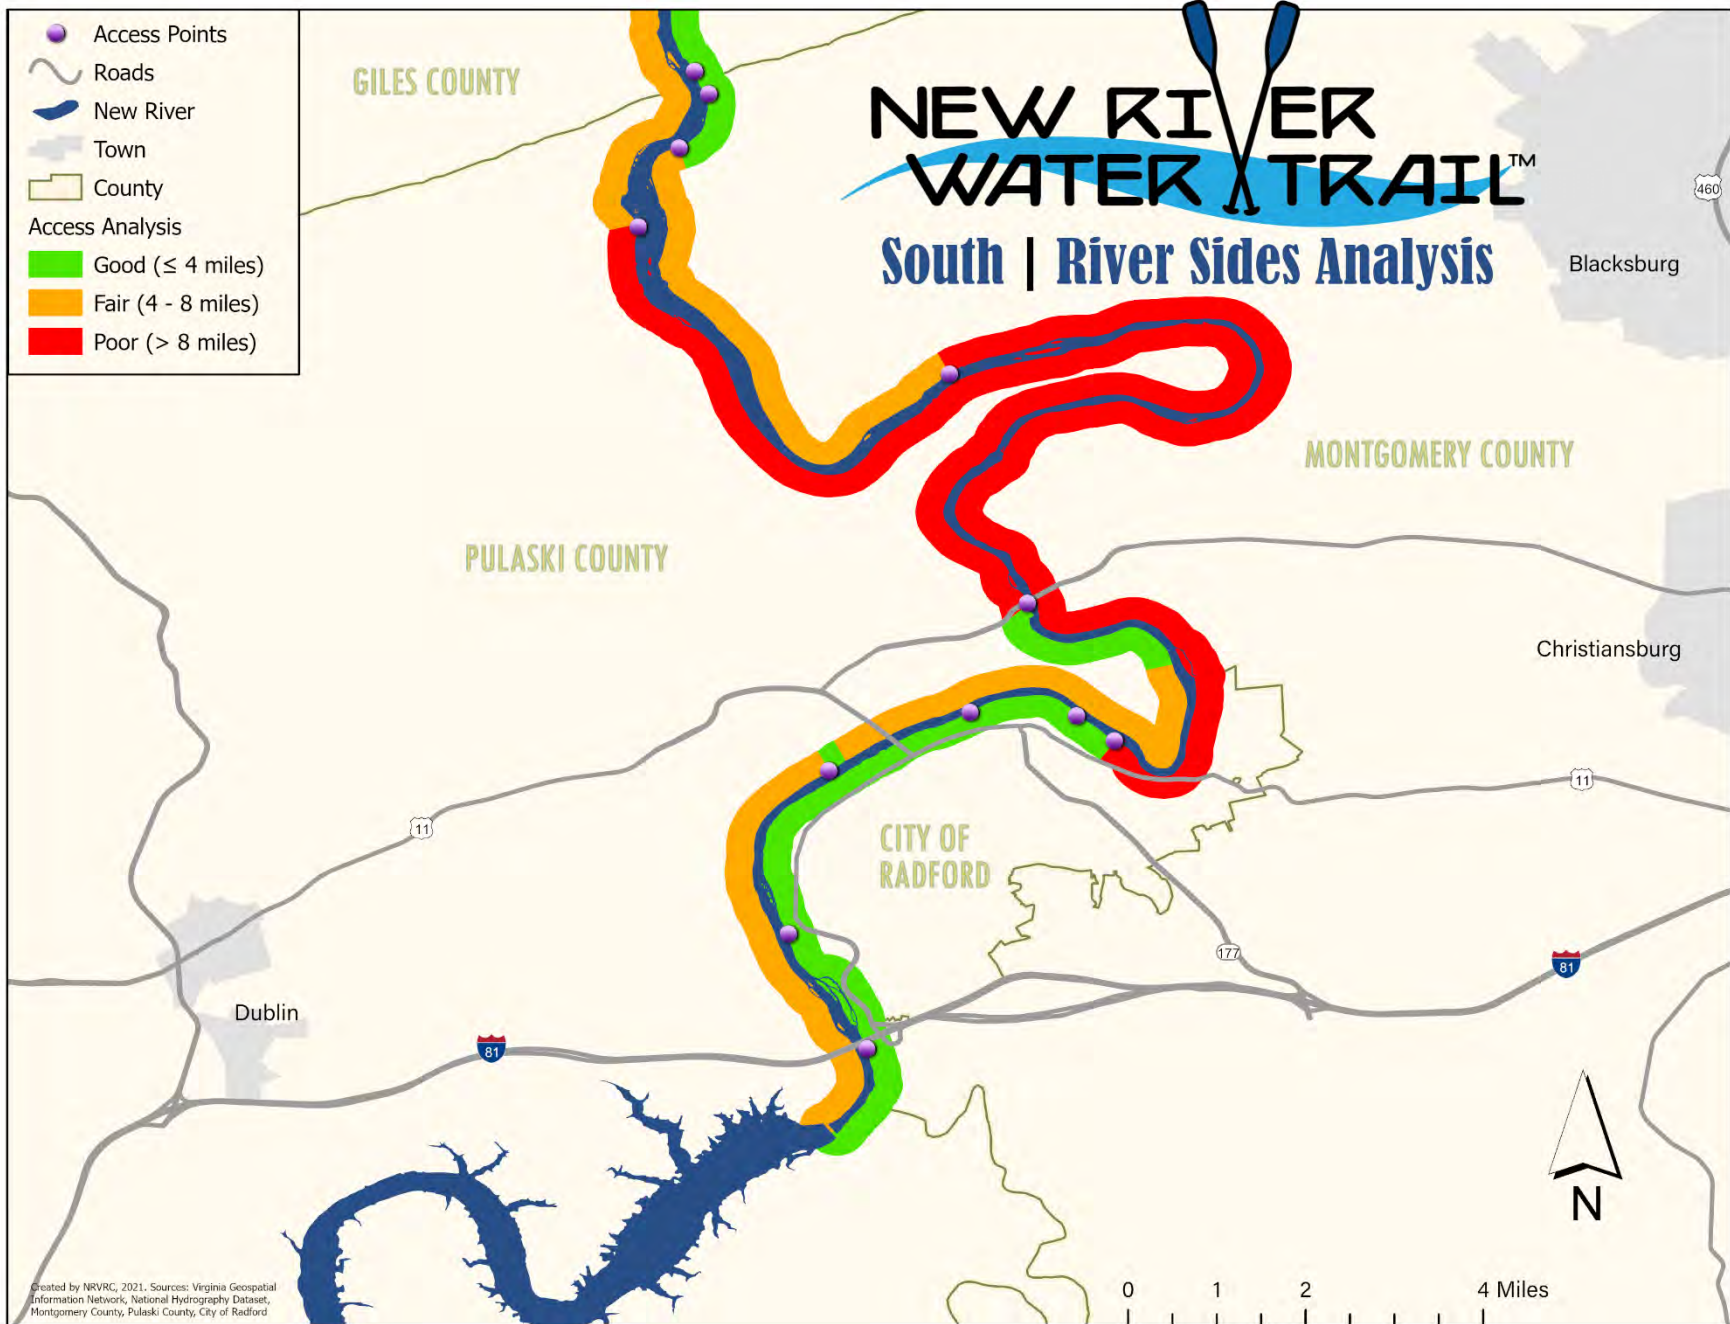 Access Points
Roads
New River
Town
County
Access Analysis
Good (≤ 4 miles)
Fair (4 - 8 miles)
Poor (> 8 miles)
GILES COUNTY
NEW RIVER
WATER TRAIL™
South | River Sides Analysis
460
Blacksburg
MONTGOMERY COUNTY
PULASKI COUNTY
Christiansburg
11
11
CITY OF
RADFORD
177
81
Dublin
81
N
0 1 2 4 Miles
Created by NRVRC, 2021. Sources: Virginia Geospatial
Information Network, National Hydrography Dataset,
Montgomery County, Pulaski County, City of Radford